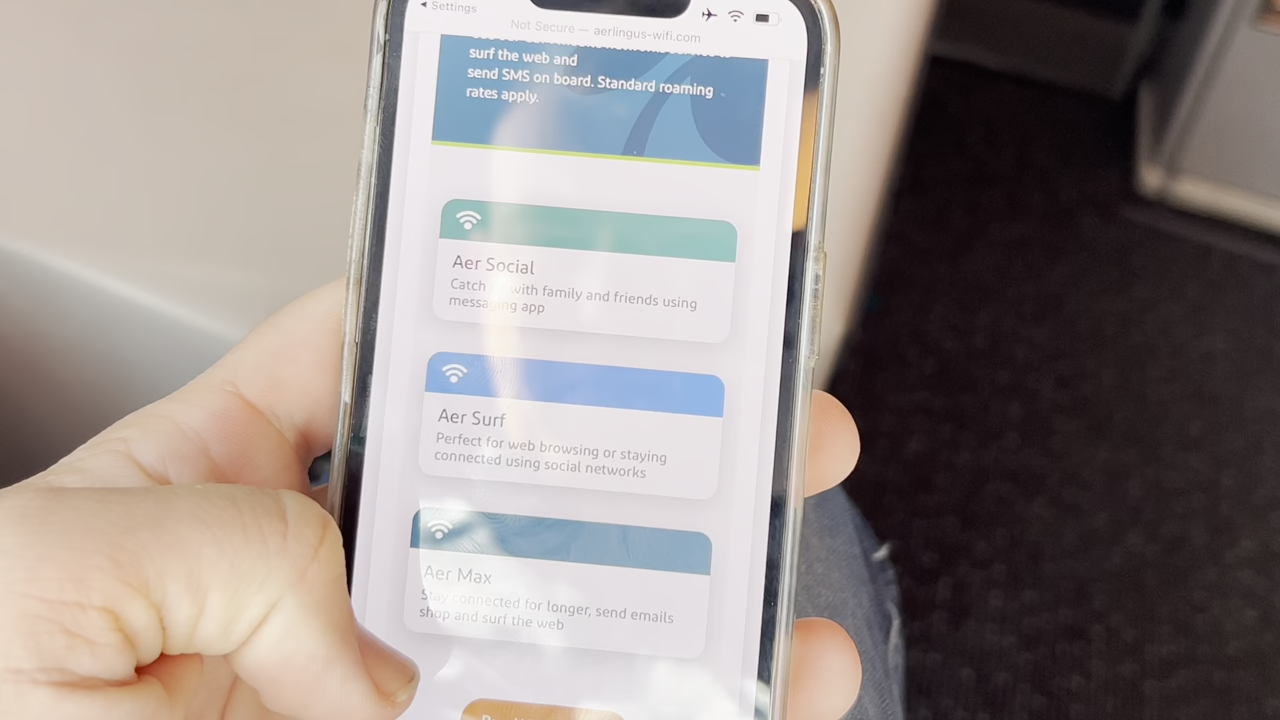 ◀ Settings
Not Secure — aerlingus-wifi.com
surf the web and
send SMS on board. Standard roaming
rates apply.
Aer Social
Catch with family and friends using
messaging app
Aer Surf
Perfect for web browsing or staying
connected using social networks
Aer Max
Stay connected for longer, send emails
shop and surf the web